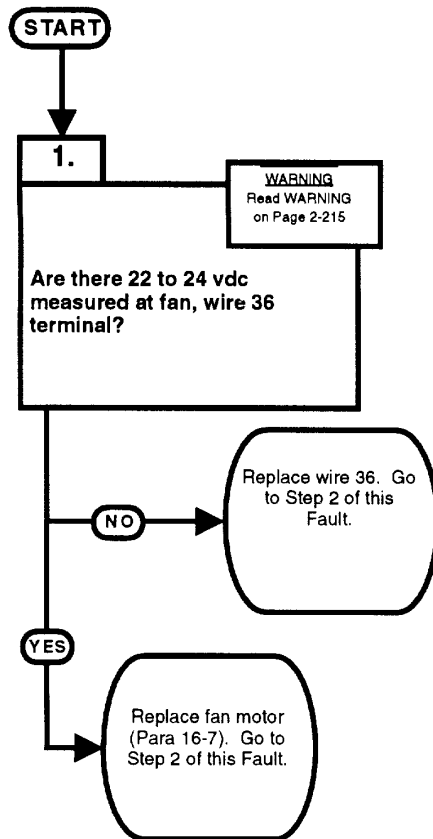 START
1.
WARNING
Read WARNING
on Page 2-215
Are there 22 to 24 vdc
measured at fan, wire 36
terminal?
Replace wire 36. Go
to Step 2 of this
Fault.
NO
YES
Replace fan motor
(Para 16-7). Go to
Step 2 of this Fault.